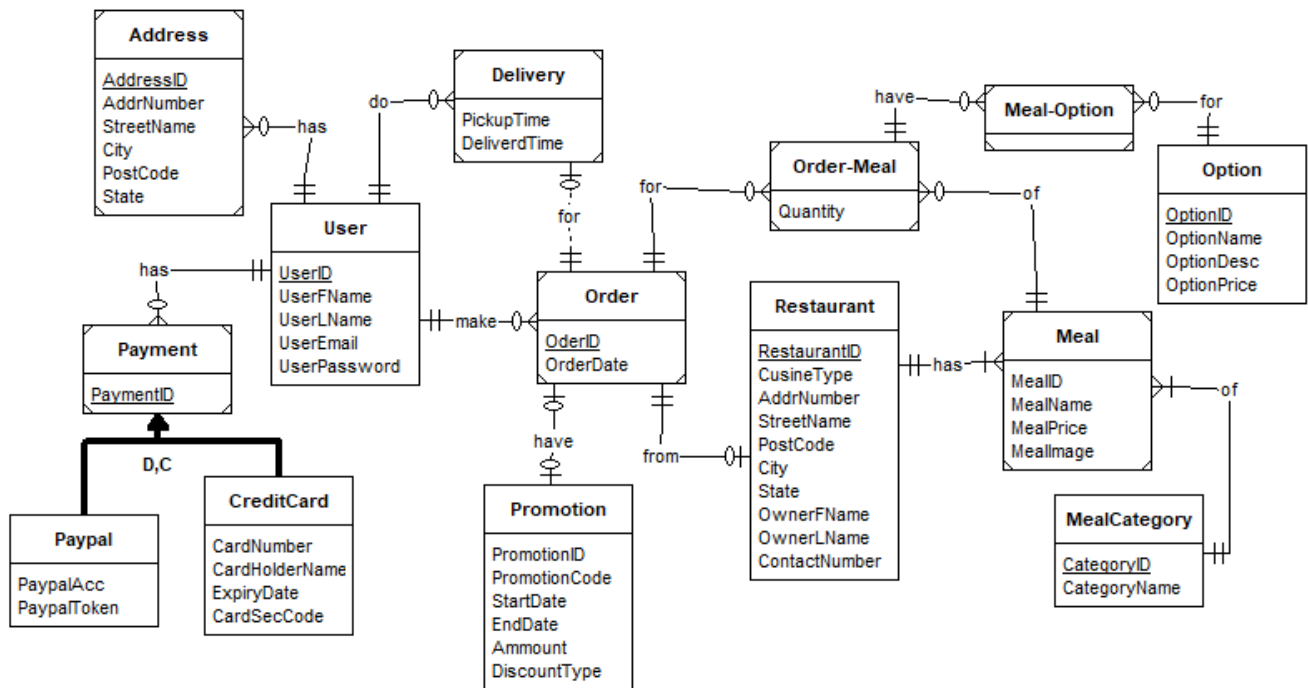 Address
AddressID
AddrNumber
StreetName
City
PostCode
State
has
do
Delivery
PickupTime
DeliverdTime
for
User
UserID
UserFName
UserLName
UserEmail
UserPassword
has
Payment
PaymentID
D,C
Paypal
PaypalAcc
PaypalToken
CreditCard
CardNumber
CardHolderName
ExpiryDate
CardSecCode
make
Order
OderID
OrderDate
have
Promotion
PromotionID
PromotionCode
StartDate
EndDate
Ammount
DiscountType
from
for
Order-Meal
Quantity
have
Meal-Option
for
Option
OptionID
OptionName
OptionDesc
OptionPrice
of
Restaurant
RestaurantID
CusineType
AddrNumber
StreetName
PostCode
City
State
OwnerFName
OwnerLName
ContactNumber
has
Meal
MealID
MealName
MealPrice
MealImage
of
MealCategory
CategoryID
CategoryName